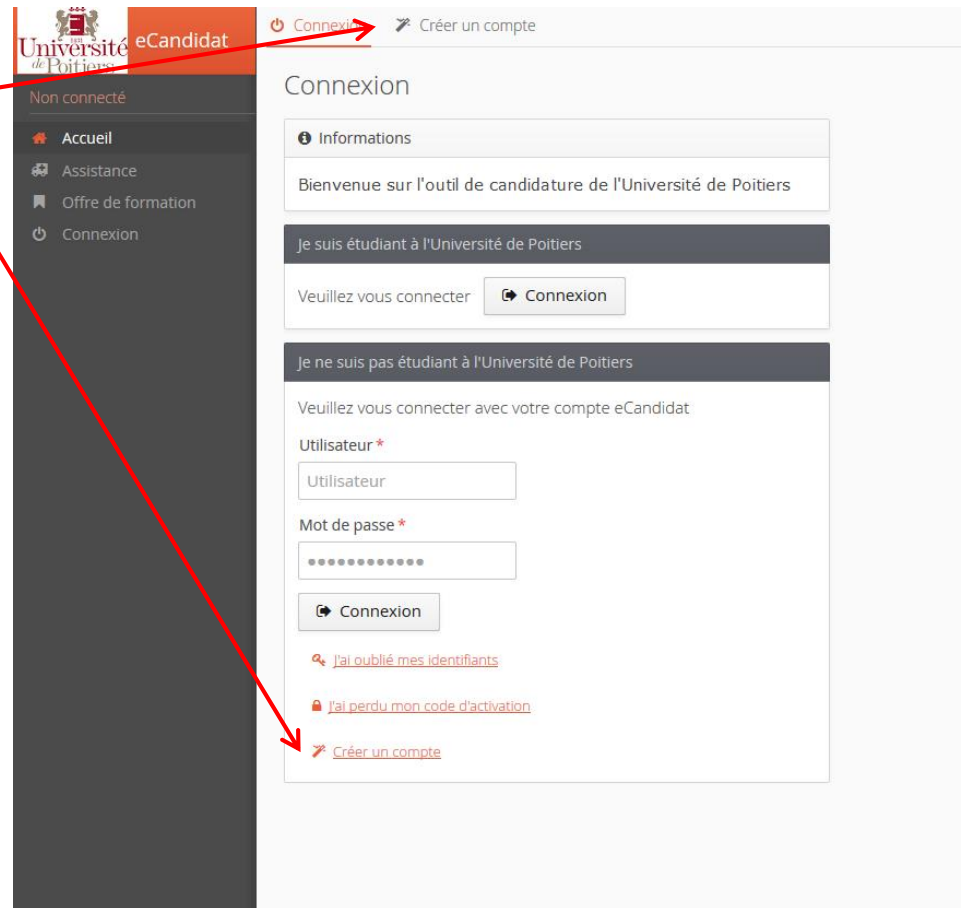 Université
de Poitiers
eCandidat
Non connecté
Accueil
Assistance
Offre de formation
Connexion
Connexion
Créer un compte
Connexion
Informations
Bienvenue sur l'outil de candidature de l'Université de Poitiers
Je suis étudiant à l'Université de Poitiers
Veuillez vous connecter Connexion
Je ne suis pas étudiant à l'Université de Poitiers
Veuillez vous connecter avec votre compte eCandidat
Utilisateur *
Utilisateur
Mot de passe *
••••••••••••
Connexion
J'ai oublié mes identifiants
J'ai perdu mon code d'activation
Créer un compte